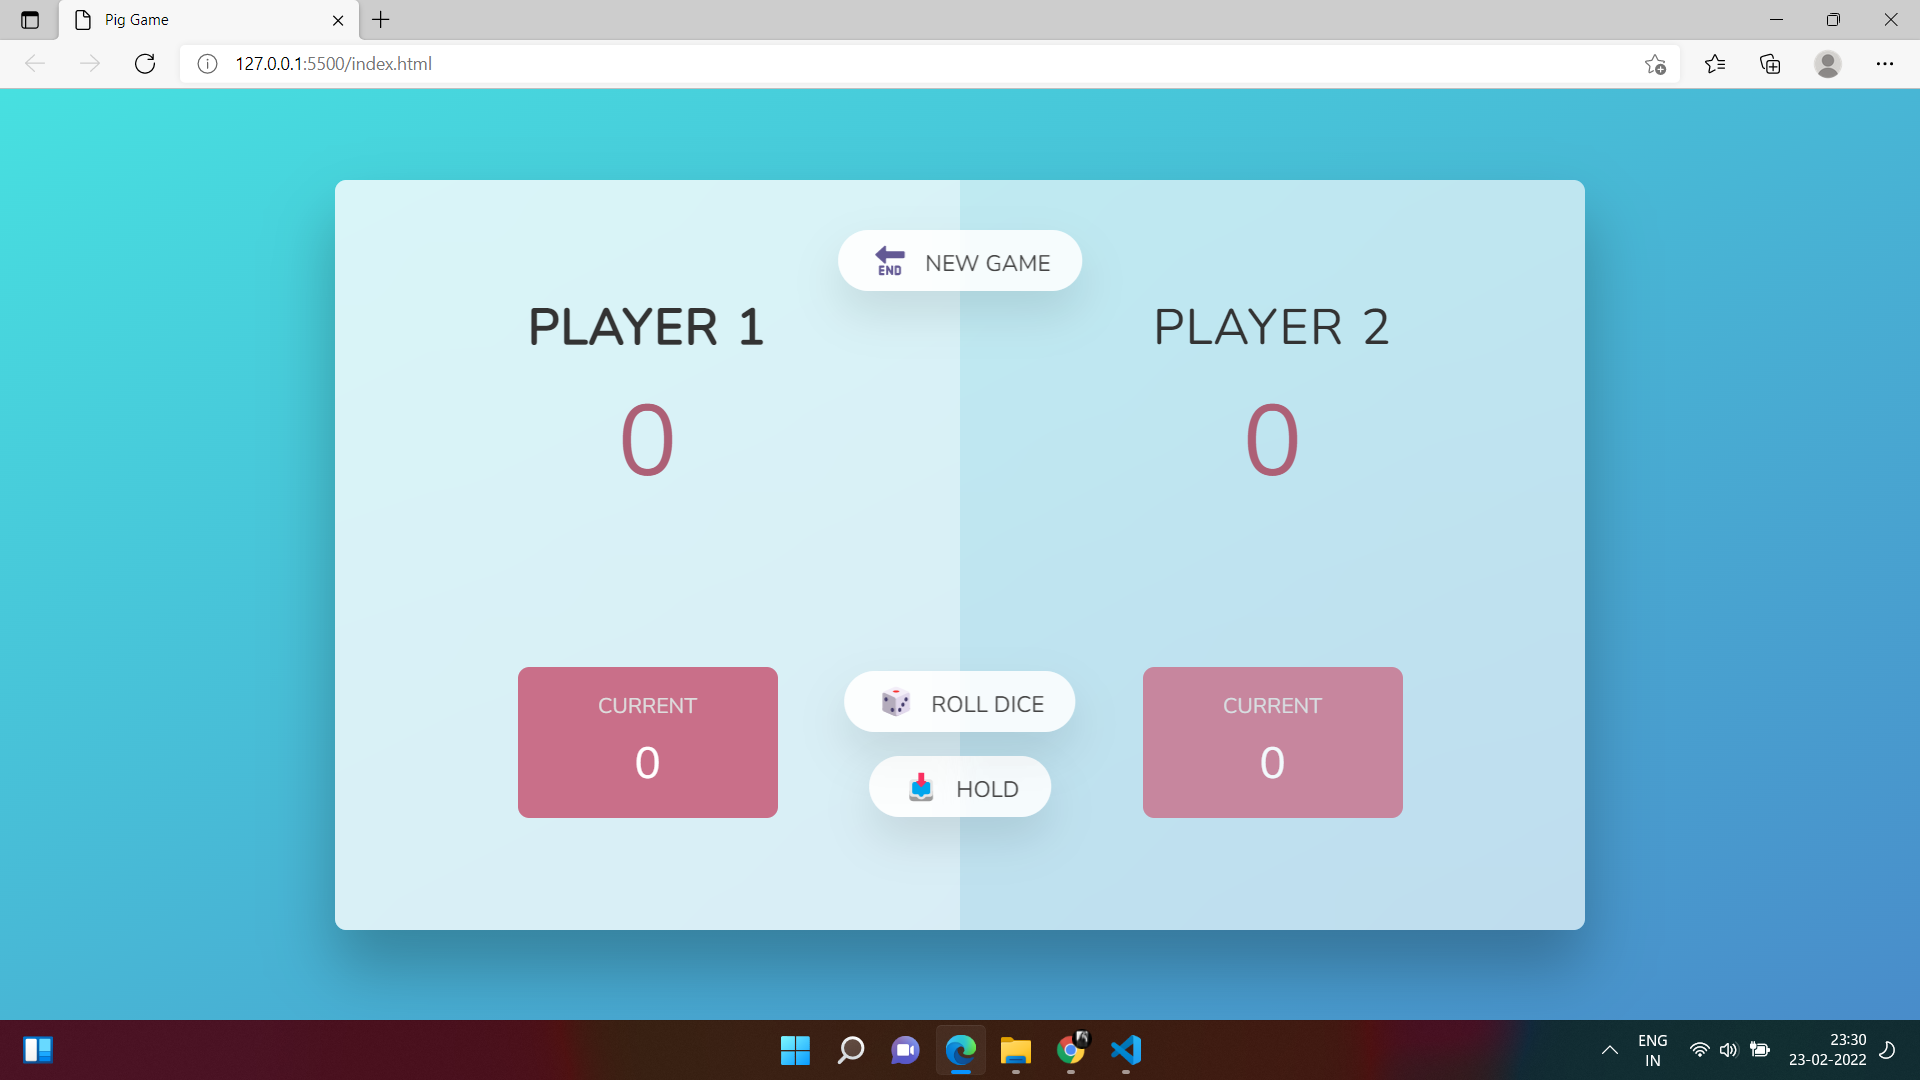 Pig Game
127.0.0.1:5500/index.html
END NEW GAME
PLAYER 1
PLAYER 2
0
0
CURRENT
0
ROLL DICE
HOLD
CURRENT
0
ENG
IN
23:30
23-02-2022